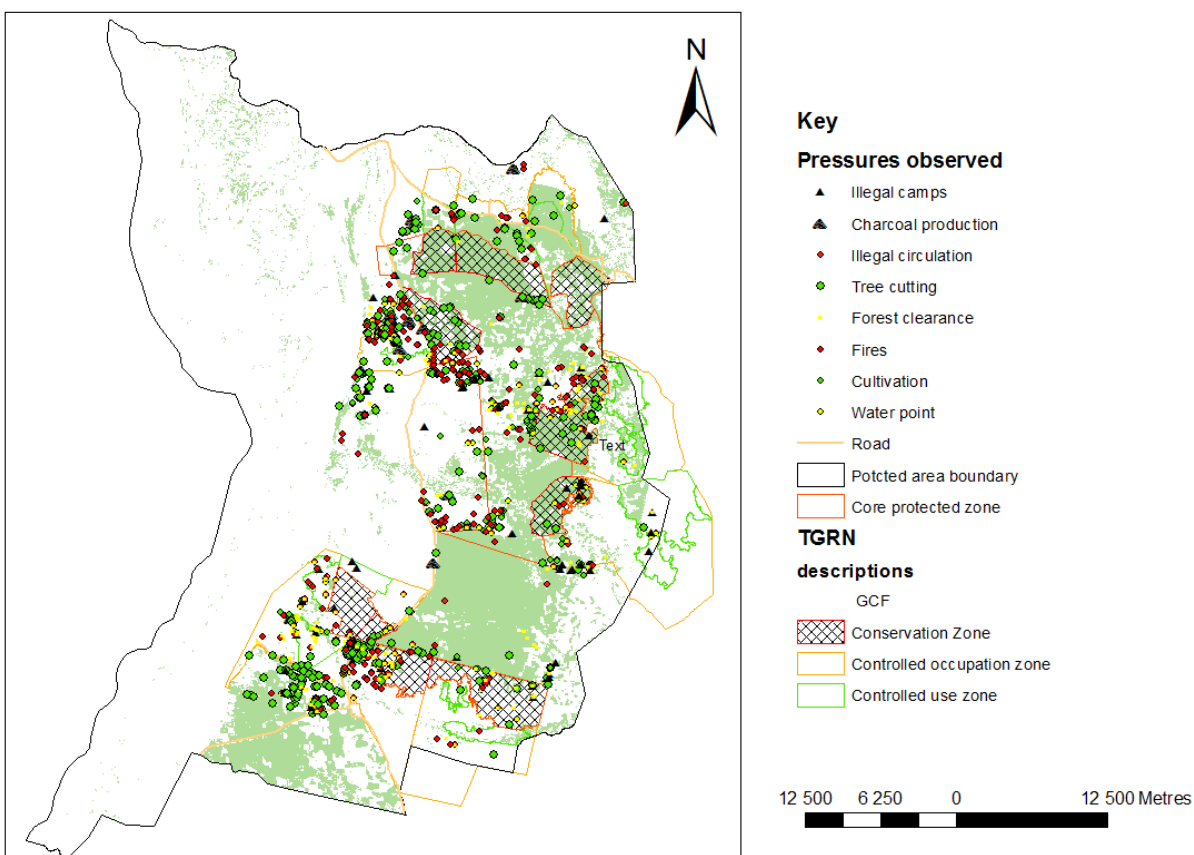 N
Text
Key
Pressures observed
Illegal camps
Charcoal production
Illegal circulation
Tree cutting
Forest clearance
Fires
Cultivation
Water point
Road
Potcted area boundary
Core protected zone
TGRN
descriptions
GCF
Conservation Zone
Controlled occupation zone
Controlled use zone
12 500 6 250 0 12 500 Metres